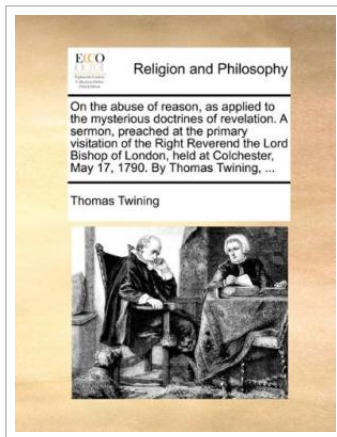 ECCO
Religion and Philosophy
On the abuse of reason, as applied to
the mysterious doctrines of revelation. A
sermon, preached at the primary
visitation of the Right Reverend the Lord
Bishop of London, held at Colchester,
May 17, 1790. By Thomas Twining, ...
Thomas Twining